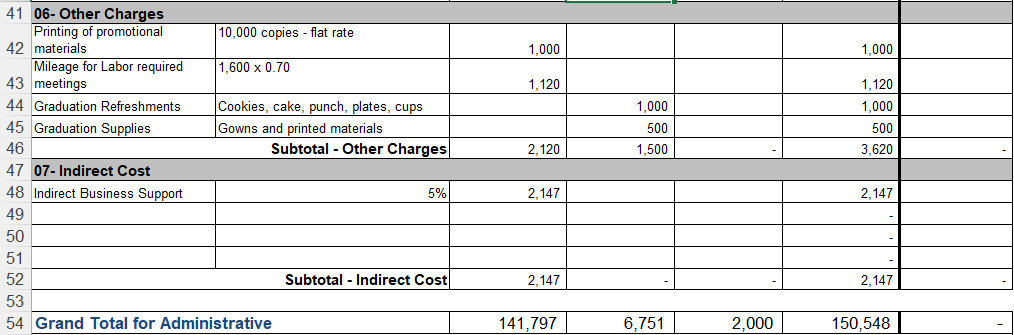 41 06- Other Charges
Printing of promotional 10,000 copies - flat rate
42 materials 1,000 1,000
Mileage for Labor required 1,600 x 0.70
43 meetings 1,120 1,120
44 Graduation Refreshments Cookies, cake, punch, plates, cups 1,000 1,000
45 Graduation Supplies Gowns and printed materials 500 500
46 Subtotal - Other Charges 2,120 1,500 - 3,620 -
47 07- Indirect Cost
48 Indirect Business Support 5% 2,147 2,147
49 -
50 -
51 -
52 Subtotal - Indirect Cost 2,147 - - 2,147 -
53
54 Grand Total for Administrative 141,797 6,751 2,000 150,548 -